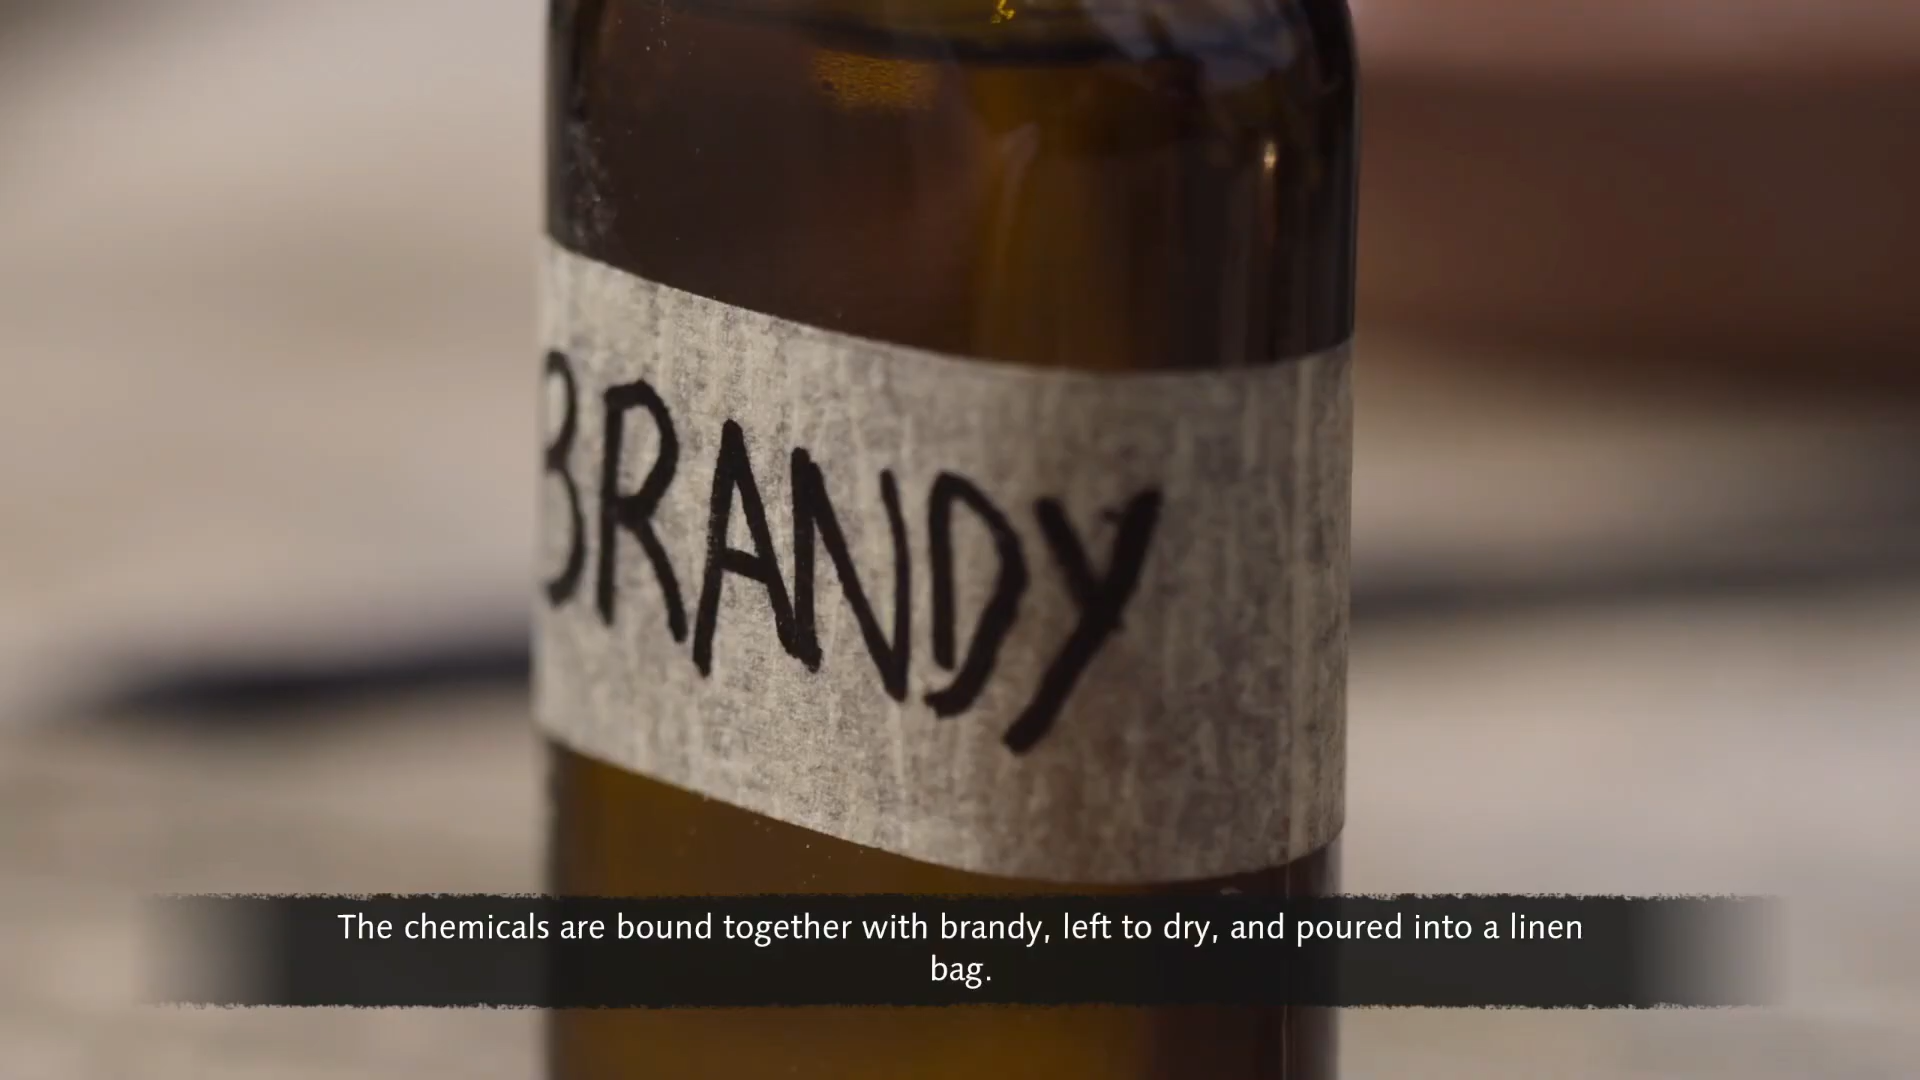 BRANDY
The chemicals are bound together with brandy, left to dry, and poured into a linen
bag.